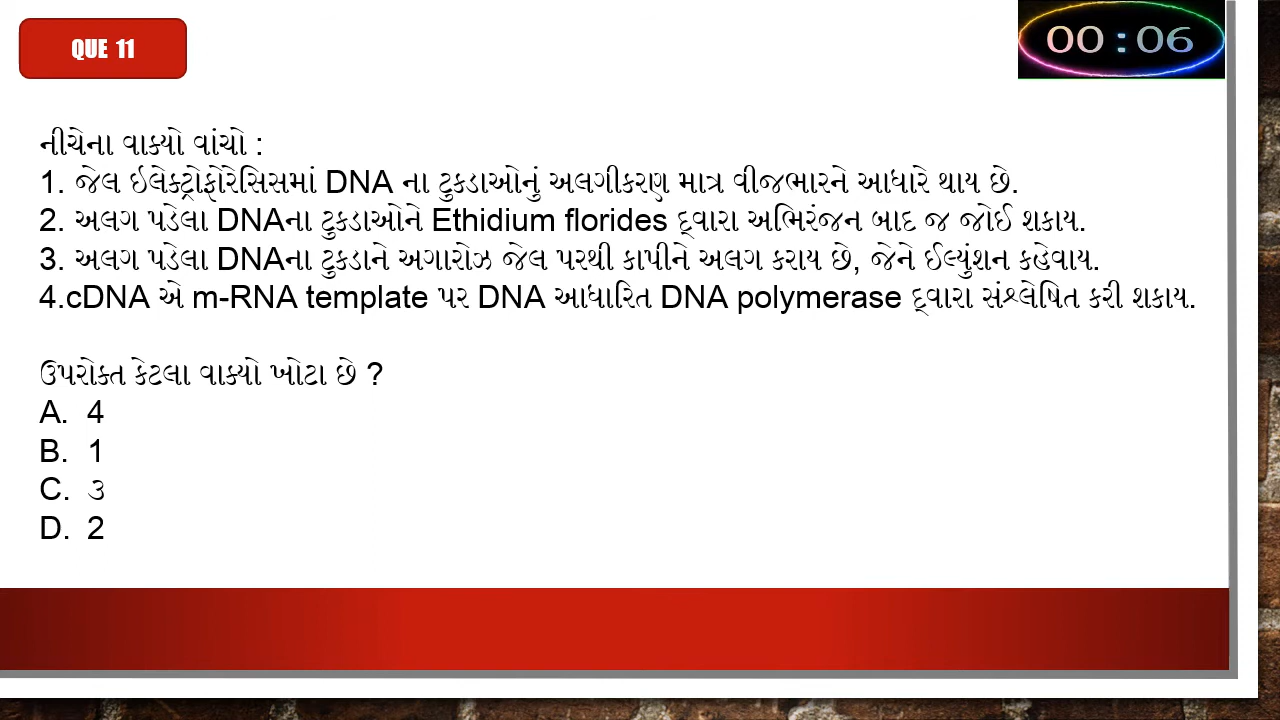 QUE 11
00 : 06
નીચેના વાક્યો વાંચો :
1. જેલ ઇલેક્ટ્રોફોરેસિસમાં DNA ના ટુકડાઓનું અલગીકરણ માત્ર વીજભારને આધારે થાય છે.
2. અલગ પડેલા DNAના ટુકડાઓને Ethidium florides દ્વારા અભિરંજન બાદ જ જોઈ શકાય.
3. અલગ પડેલા DNAના ટુકડાને અગારોઝ જેલ પરથી કાપીને અલગ કરાય છે, જેને ઈલ્યુંશન કહેવાય.
4.cDNA એ m-RNA template પર DNA આધારિત DNA polymerase દ્વારા સંશ્લેષિત કરી શકાય.
ઉપરોક્ત કેટલા વાક્યો ખોટા છે ?
A. 4
B. 1
C. ૩
D. 2